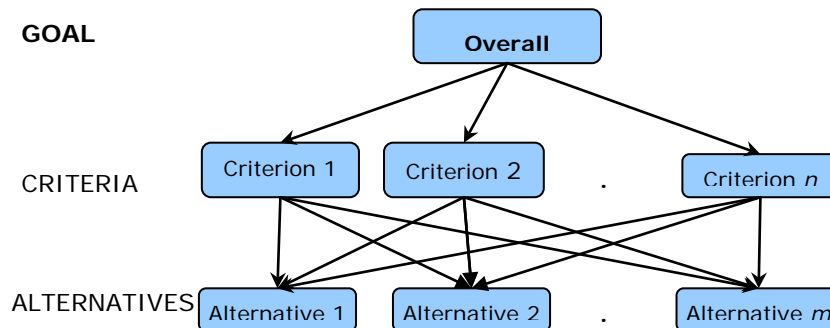 GOAL
Overall
CRITERIA
Criterion 1
Criterion 2
.
Criterion n
ALTERNATIVES
Alternative 1
Alternative 2
.
Alternative m